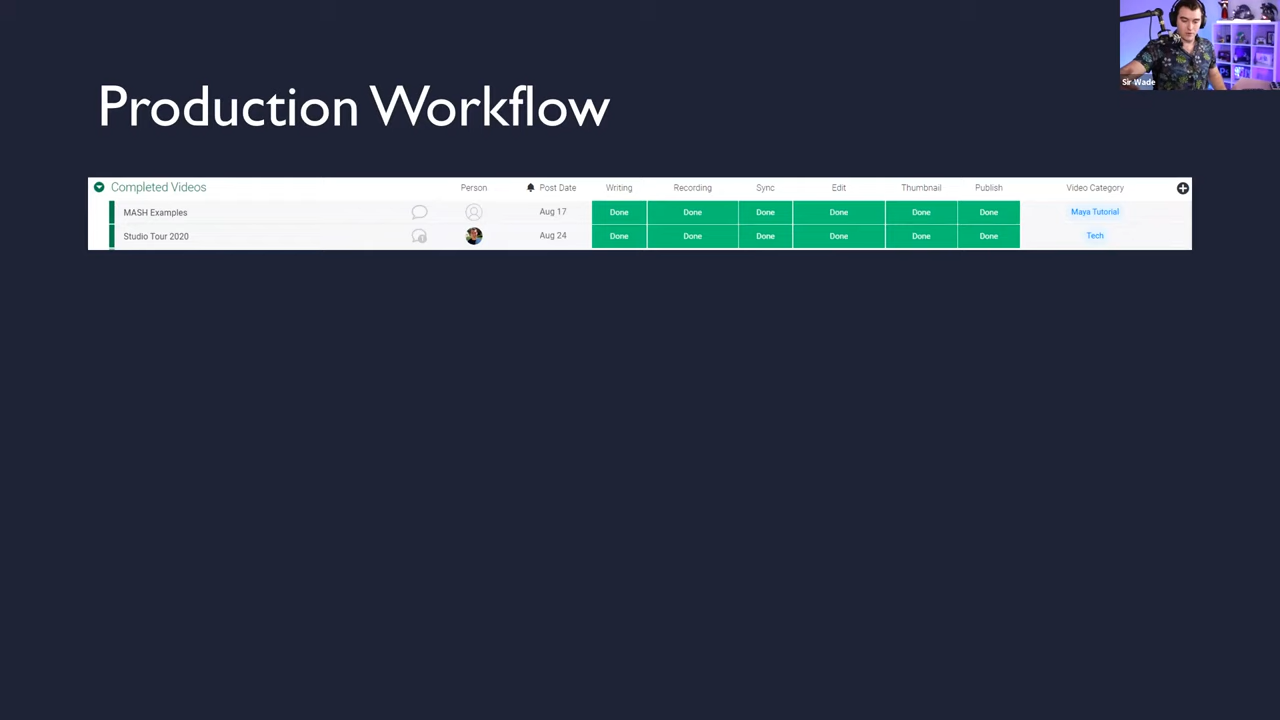 Sir Wade
Production Workflow
Completed Videos Person Post Date Writing Recording Sync Edit Thumbnail Publish Video Category
MASH Examples Aug 17 Done Done Done Done Done Done Maya Tutorial
Studio Tour 2020 Aug 24 Done Done Done Done Done Done Tech